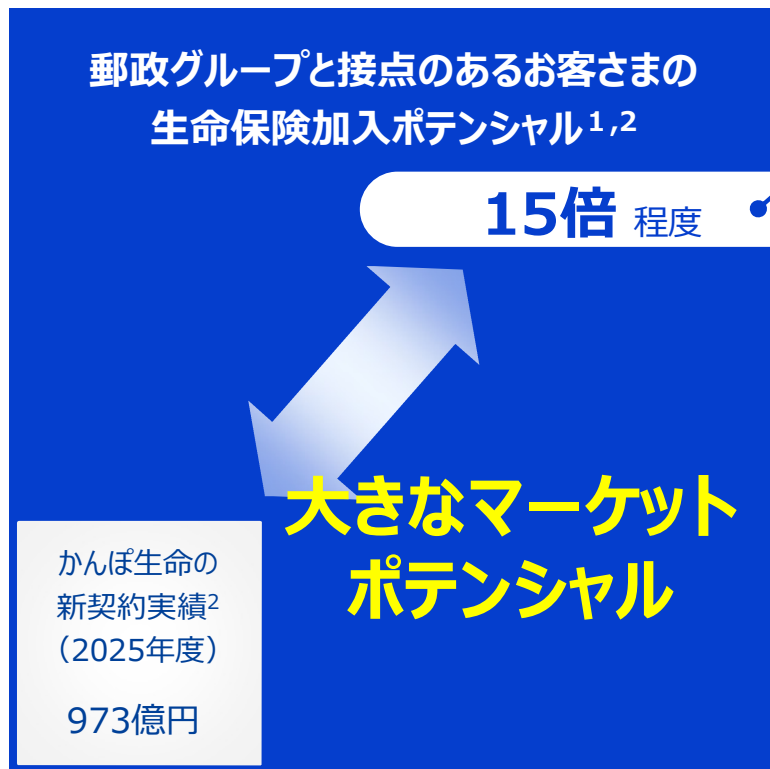 郵政グループと接点のあるお客さまの
生命保険加入ポテンシャル1,2
15倍 程度
大きなマーケット
ポテンシャル
かんぽ生命の
新契約実績2
（2025年度）
973億円